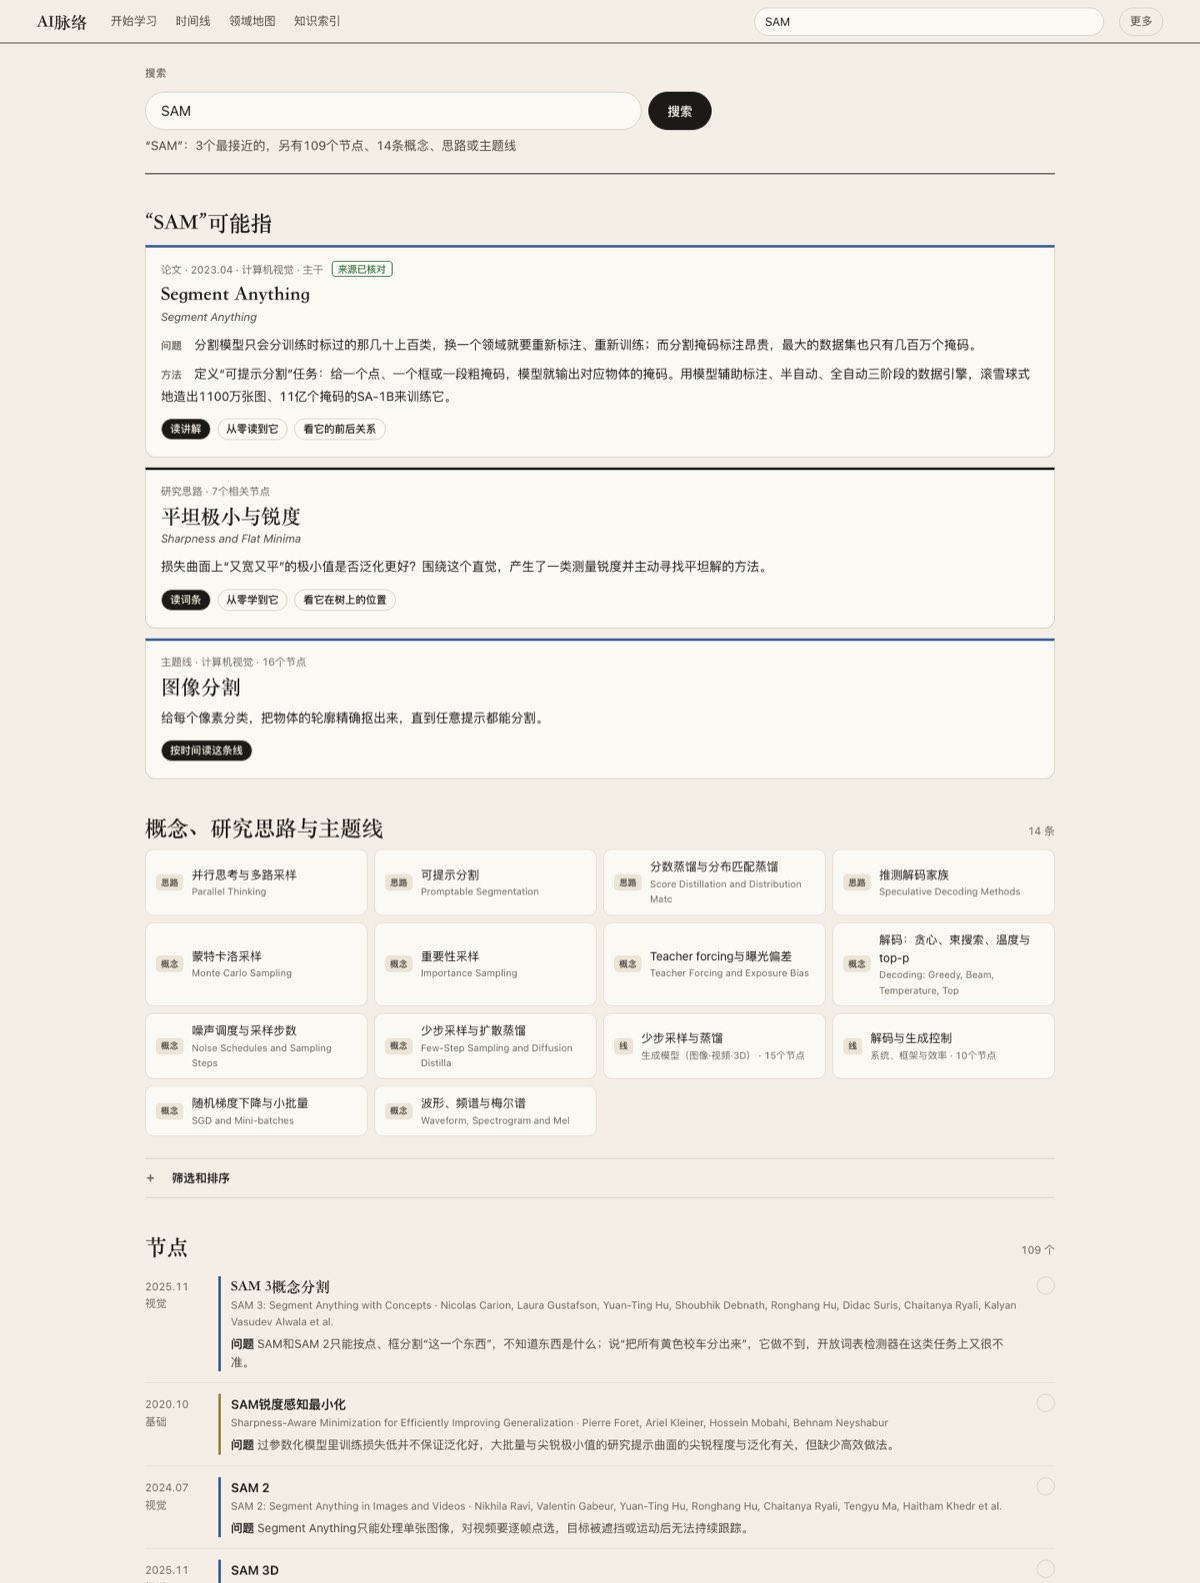 AI脉络
开始学习
时间线
领域地图
知识索引
SAM
更多
搜索
SAM
搜索
“SAM”：3个最接近的，另有109个节点、14条概念、思路或主题线
“SAM”可能指
论文 · 2023.04 · 计算机视觉 · 主干 来源已核对
Segment Anything
Segment Anything
问题 分割模型只会分训练时标过的那几十上百类，换一个领域就要重新标注、重新训练；而分割掩码标注昂贵，最大的数据集也只有几百万个掩码。
方法 定义“可提示分割”任务：给一个点、一个框或一段粗掩码，模型就输出对应物体的掩码。用模型辅助标注、半自动、全自动三阶段的数据引擎，滚雪球式
地造出1100万张图、11亿个掩码的SA-1B来训练它。
读讲解
从零读到它
看它的前后关系
研究思路 · 7个相关节点
平坦极小与锐度
Sharpness and Flat Minima
损失曲面上“又宽又平”的极小值是否泛化更好？围绕这个直觉，产生了一类测量锐度并主动寻找平坦解的方法。
读词条
从零学到它
看它在树上的位置
主题线 · 计算机视觉 · 16个节点
图像分割
给每个像素分类，把物体的轮廓精确抠出来，直到任意提示都能分割。
按时间读这条线
概念、研究思路与主题线
14 条
思路
并行思考与多路采样
Parallel Thinking
思路
可提示分割
Promptable Segmentation
思路
分数蒸馏与分布匹配蒸馏
Score Distillation and Distribution
Matc
思路
推测解码家族
Speculative Decoding Methods
概念
蒙特卡洛采样
Monte Carlo Sampling
概念
重要性采样
Importance Sampling
概念
Teacher forcing与曝光偏差
Teacher Forcing and Exposure Bias
概念
解码：贪心、束搜索、温度与
top-p
Decoding: Greedy, Beam,
Temperature, Top
概念
噪声调度与采样步数
Noise Schedules and Sampling
Steps
概念
少步采样与扩散蒸馏
Few-Step Sampling and Diffusion
Distilla
线
少步采样与蒸馏
生成模型（图像·视频·3D） · 15个节点
线
解码与生成控制
系统、框架与效率 · 10个节点
概念
随机梯度下降与小批量
SGD and Mini-batches
概念
波形、频谱与梅尔谱
Waveform, Spectrogram and Mel
+ 筛选和排序
节点
109 个
2025.11
视觉
SAM 3概念分割
SAM 3: Segment Anything with Concepts · Nicolas Carion, Laura Gustafson, Yuan-Ting Hu, Shoubhik Debnath, Ronghang Hu, Didac Suris, Chaitanya Ryali, Kalyan
Vasudev Alwala et al.
问题 SAM和SAM 2只能按点、框分割“这一个东西”，不知道东西是什么；说“把所有黄色校车分出来”，它做不到，开放词表检测器在这类任务上又很不
准。
2020.10
基础
SAM锐度感知最小化
Sharpness-Aware Minimization for Efficiently Improving Generalization · Pierre Foret, Ariel Kleiner, Hossein Mobahi, Behnam Neyshabur
问题 过参数化模型里训练损失低并不保证泛化好，大批量与尖锐极小值的研究提示曲面的尖锐程度与泛化有关，但缺少高效做法。
2024.07
视觉
SAM 2
SAM 2: Segment Anything in Images and Videos · Nikhila Ravi, Valentin Gabeur, Yuan-Ting Hu, Ronghang Hu, Chaitanya Ryali, Tengyu Ma, Haitham Khedr et al.
问题 Segment Anything只能处理单张图像，对视频要逐帧点选，目标被遮挡或运动后无法持续跟踪。
2025.11
SAM 3D